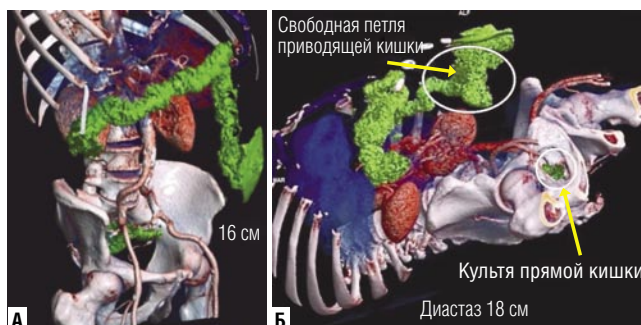 Свободная петля
приводящей кишки
16 см
Культя прямой кишки
Диастаз 18 см
А
Б